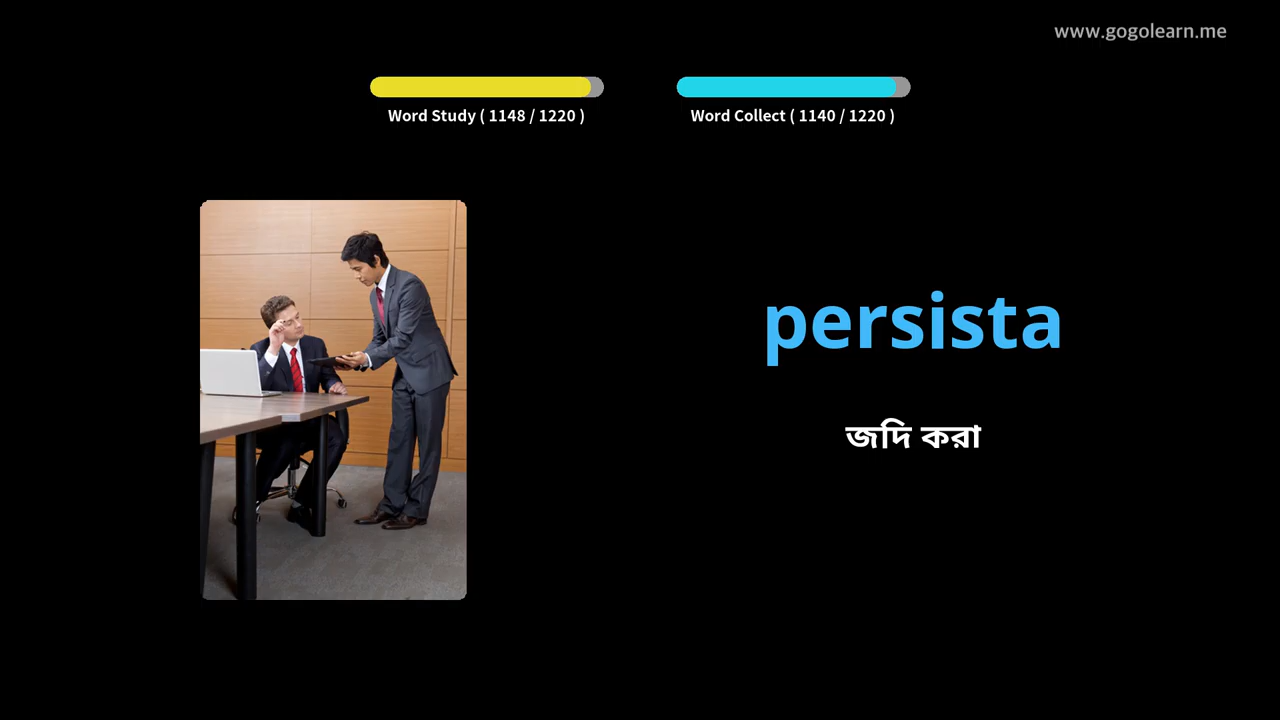 www.gogolearn.me
Word Study ( 1148 / 1220 )
Word Collect ( 1140 / 1220 )
persista
জদি করা